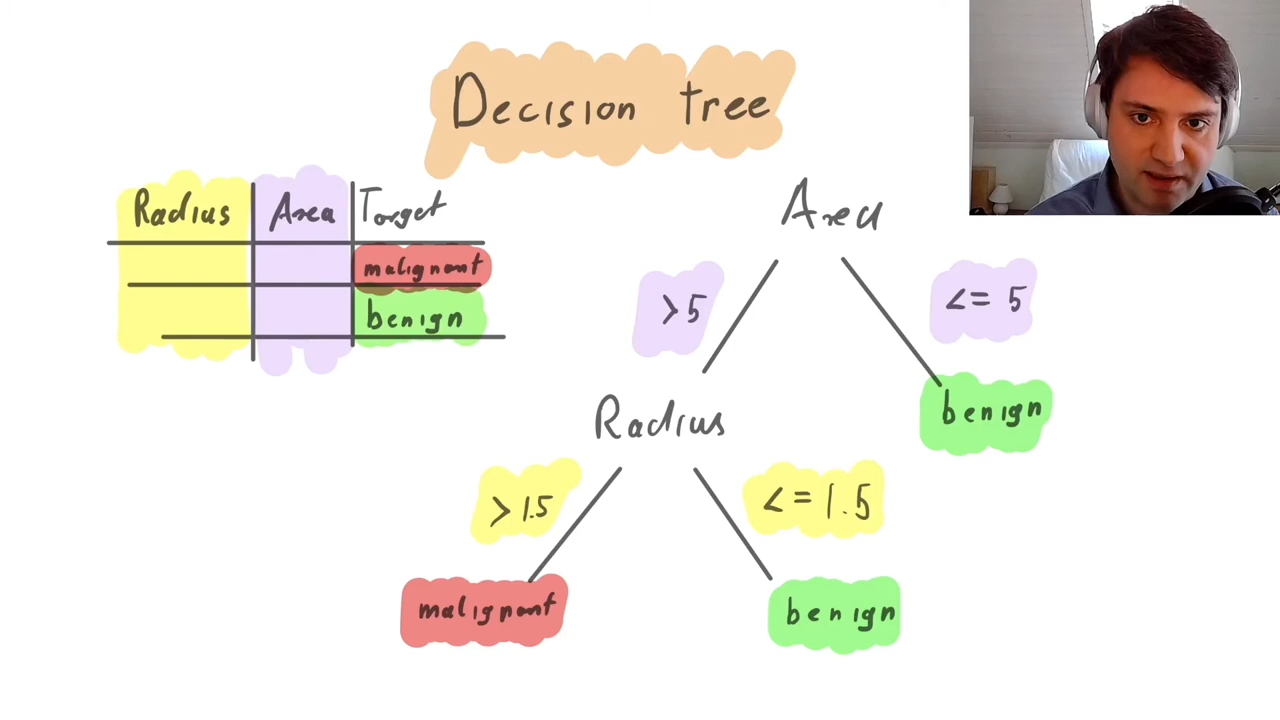 Decision tree
Radius Area Target
malignant
benign
Area
>5
<= 5
benign
Radius
> 1.5
<= 1.5
malignant
benign